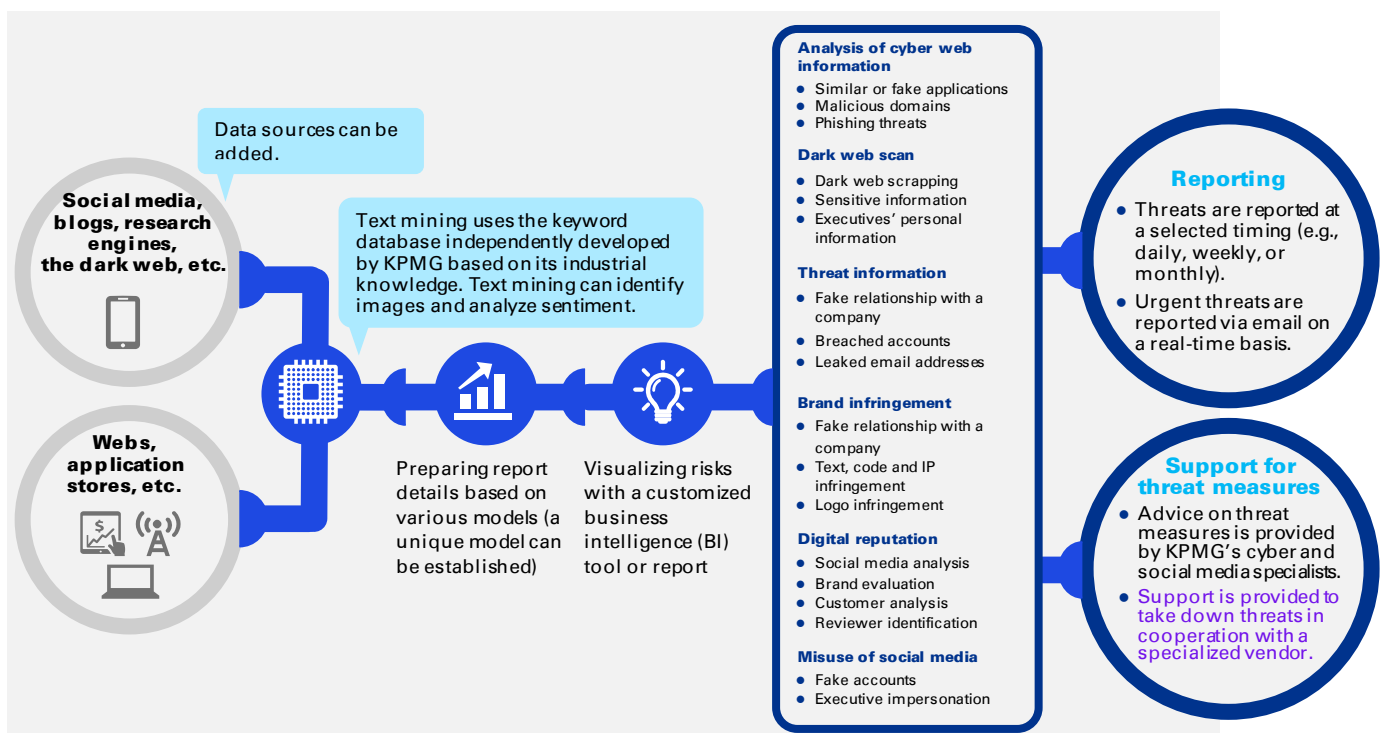 Data sources can be
added.
Social media,
blogs, research
engines,
the dark web, etc.
Text mining uses the keyword
database independently developed
by KPMG based on its industrial
knowledge. Text mining can identify
images and analyze sentiment.
Webs,
application
stores, etc.
$
Preparing report
details based on
various models (a
unique model can
be established)
Visualizing risks
with a customized
business
intelligence (BI)
tool or report
Analysis of cyber web
information
● Similar or fake applications
● Malicious domains
● Phishing threats
Dark web scan
● Dark web scrapping
● Sensitive information
● Executives’ personal
information
Threat information
● Fake relationship with a
company
● Breached accounts
● Leaked email addresses
Brand infringement
● Fake relationship with a
company
● Text, code and IP
infringement
● Logo infringement
Digital reputation
● Social media analysis
● Brand evaluation
● Customer analysis
● Reviewer identification
Misuse of social media
● Fake accounts
● Executive impersonation
Reporting
● Threats are reported at
a selected timing (e.g.,
daily, weekly, or
monthly).
● Urgent threats are
reported via email on
a real-time basis.
Support for
threat measures
● Advice on threat
measures is provided
by KPMG’s cyber and
social media specialists.
● Support is provided to
take down threats in
cooperation with a
specialized vendor.